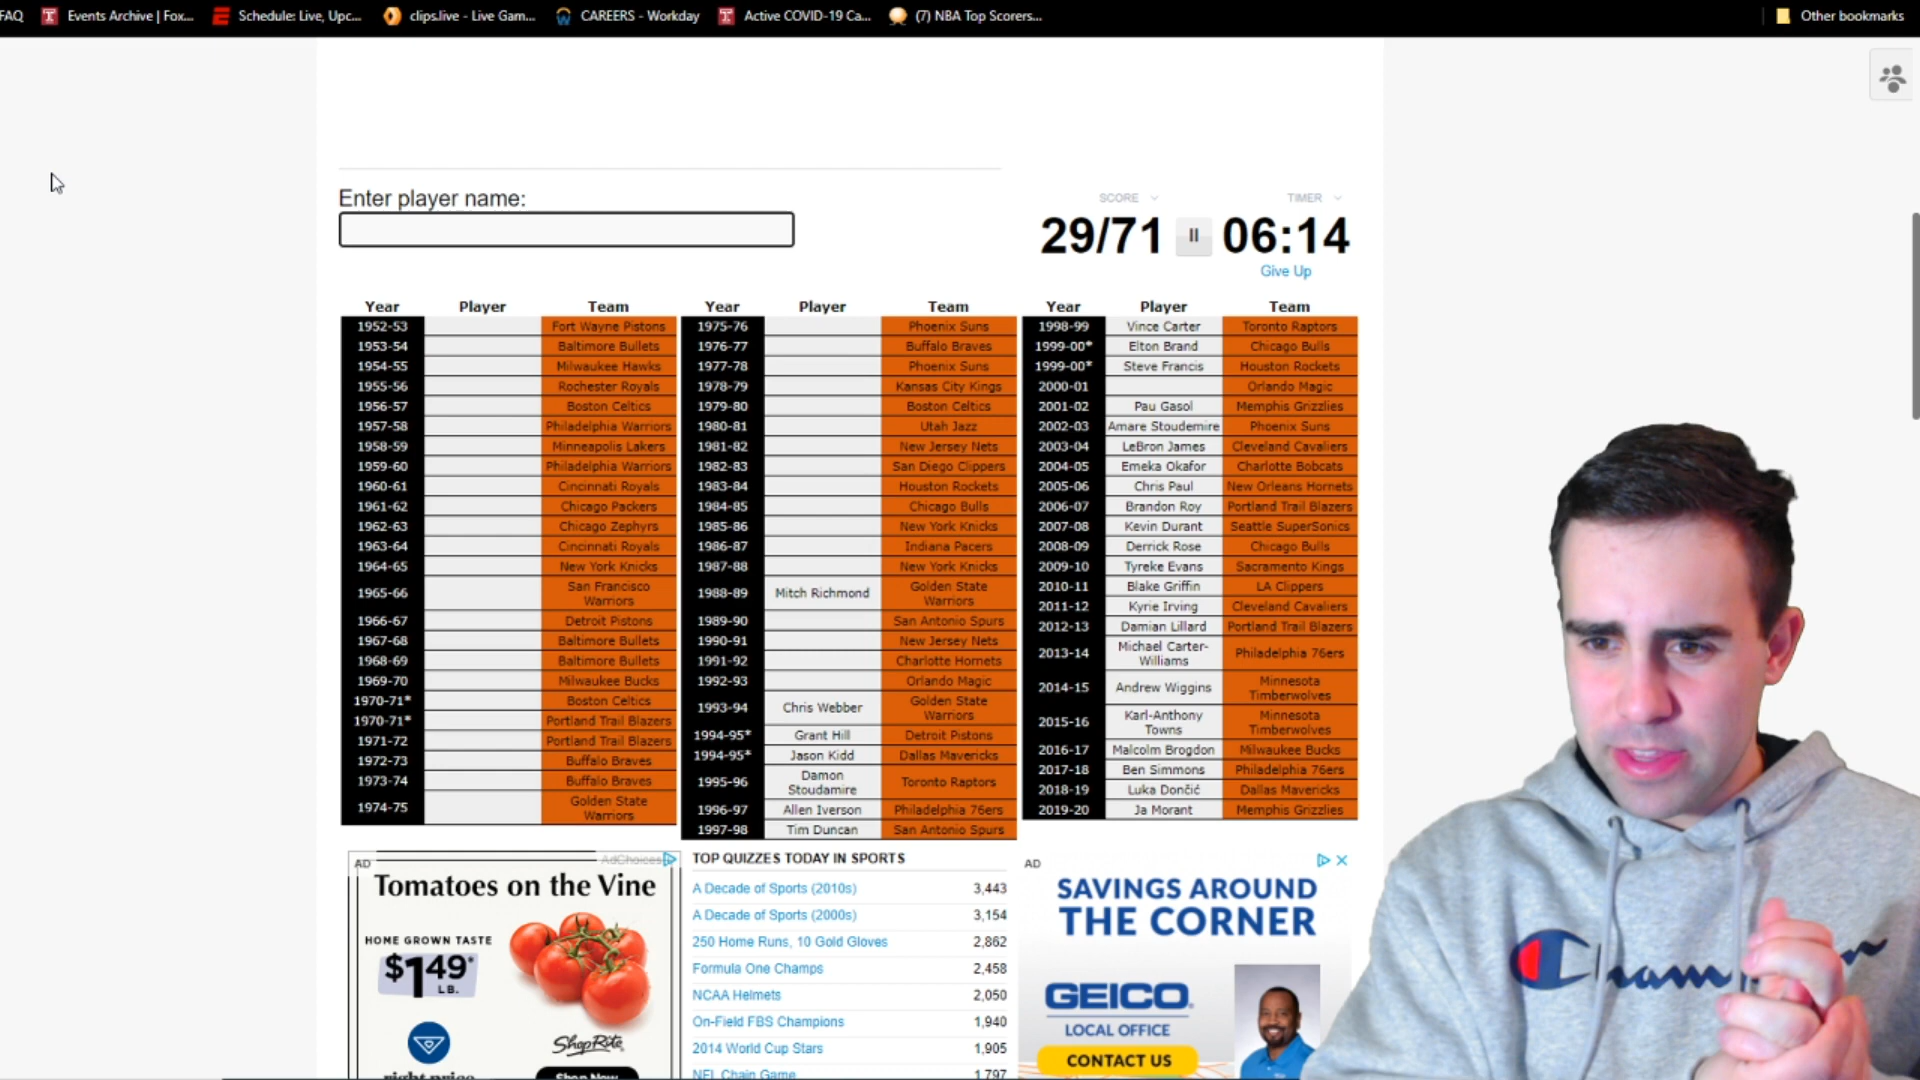 FAQ Events Archive | Fox... Schedule: Live, Upc... clips.live - Live Gam... CAREERS - Workday Active COVID-19 Ca... (7) NBA Top Scorers... Other bookmarks
Enter player name:
SCORE TIMER
29/71 06:14
Give Up
Year Player Team
1952-53 Fort Wayne Pistons
1953-54 Baltimore Bullets
1954-55 Milwaukee Hawks
1955-56 Rochester Royals
1956-57 Boston Celtics
1957-58 Philadelphia Warriors
1958-59 Minneapolis Lakers
1959-60 Philadelphia Warriors
1960-61 Cincinnati Royals
1961-62 Chicago Packers
1962-63 Chicago Zephyrs
1963-64 Cincinnati Royals
1964-65 New York Knicks
1965-66 San Francisco Warriors
1966-67 Detroit Pistons
1967-68 Baltimore Bullets
1968-69 Baltimore Bullets
1969-70 Milwaukee Bucks
1970-71* Boston Celtics
1970-71* Portland Trail Blazers
1971-72 Portland Trail Blazers
1972-73 Buffalo Braves
1973-74 Buffalo Braves
1974-75 Golden State Warriors
Year Player Team
1975-76 Phoenix Suns
1976-77 Buffalo Braves
1977-78 Phoenix Suns
1978-79 Kansas City Kings
1979-80 Boston Celtics
1980-81 Utah Jazz
1981-82 New Jersey Nets
1982-83 San Diego Clippers
1983-84 Houston Rockets
1984-85 Chicago Bulls
1985-86 New York Knicks
1986-87 Indiana Pacers
1987-88 New York Knicks
1988-89 Mitch Richmond Golden State Warriors
1989-90 San Antonio Spurs
1990-91 New Jersey Nets
1991-92 Charlotte Hornets
1992-93 Orlando Magic
1993-94 Chris Webber Golden State Warriors
1994-95* Grant Hill Detroit Pistons
1994-95* Jason Kidd Dallas Mavericks
1995-96 Damon Stoudamire Toronto Raptors
1996-97 Allen Iverson Philadelphia 76ers
1997-98 Tim Duncan San Antonio Spurs
Year Player Team
1998-99 Vince Carter Toronto Raptors
1999-00* Elton Brand Chicago Bulls
1999-00* Steve Francis Houston Rockets
2000-01 Orlando Magic
2001-02 Pau Gasol Memphis Grizzlies
2002-03 Amare Stoudemire Phoenix Suns
2003-04 LeBron James Cleveland Cavaliers
2004-05 Emeka Okafor Charlotte Bobcats
2005-06 Chris Paul New Orleans Hornets
2006-07 Brandon Roy Portland Trail Blazers
2007-08 Kevin Durant Seattle SuperSonics
2008-09 Derrick Rose Chicago Bulls
2009-10 Tyreke Evans Sacramento Kings
2010-11 Blake Griffin LA Clippers
2011-12 Kyrie Irving Cleveland Cavaliers
2012-13 Damian Lillard Portland Trail Blazers
2013-14 Michael Carter-Williams Philadelphia 76ers
2014-15 Andrew Wiggins Minnesota Timberwolves
2015-16 Karl-Anthony Towns Minnesota Timberwolves
2016-17 Malcolm Brogdon Milwaukee Bucks
2017-18 Ben Simmons Philadelphia 76ers
2018-19 Luka Dončić Dallas Mavericks
2019-20 Ja Morant Memphis Grizzlies
AD AdChoices
Tomatoes on the Vine
HOME GROWN TASTE
$1.49*
LB.
ShopRite
right price
Shop Now
TOP QUIZZES TODAY IN SPORTS
A Decade of Sports (2010s) 3,443
A Decade of Sports (2000s) 3,154
250 Home Runs, 10 Gold Gloves 2,862
Formula One Champs 2,458
NCAA Helmets 2,050
On-Field FBS Champions 1,940
2014 World Cup Stars 1,905
NFL Chain Game 1,797
AD
SAVINGS AROUND
THE CORNER
GEICO
LOCAL OFFICE
CONTACT US
Champion